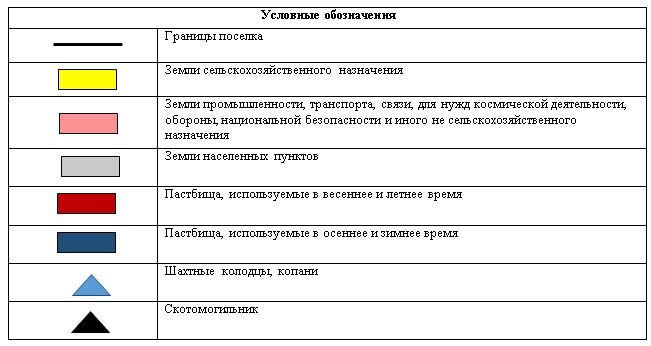 Условные обозначения
Границы поселка
Земли сельскохозяйственного назначения
Земли промышленности, транспорта, связи, для нужд космической деятельности,
обороны, национальной безопасности и иного не сельскохозяйственного
назначения
Земли населенных пунктов
Пастбища, используемые в весеннее и летнее время
Пастбища, используемые в осеннее и зимнее время
Шахтные колодцы, копани
Скотомогильник